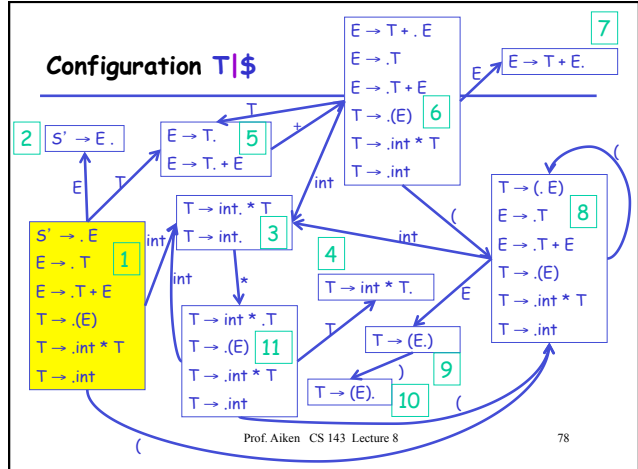 Configuration T|$
2
S' → E .
E
T
1
S' → . E
E → . T
E → .T + E
T → .(E)
T → .int * T
T → .int
int
5
E → T.
E → T. + E
T
+
6
E → T + . E
E → .T
E → .T + E
T → .(E)
T → .int * T
T → .int
E
7
E → T + E.
int
(
3
T → int. * T
T → int.
int
*
int
11
T → int * .T
T → .(E)
T → .int * T
T → .int
T
4
T → int * T.
8
T → (. E)
E → .T
E → .T + E
T → .(E)
T → .int * T
T → .int
(
E
9
T → (E.)
)
10
T → (E).
(
(
Prof. Aiken CS 143 Lecture 8
78